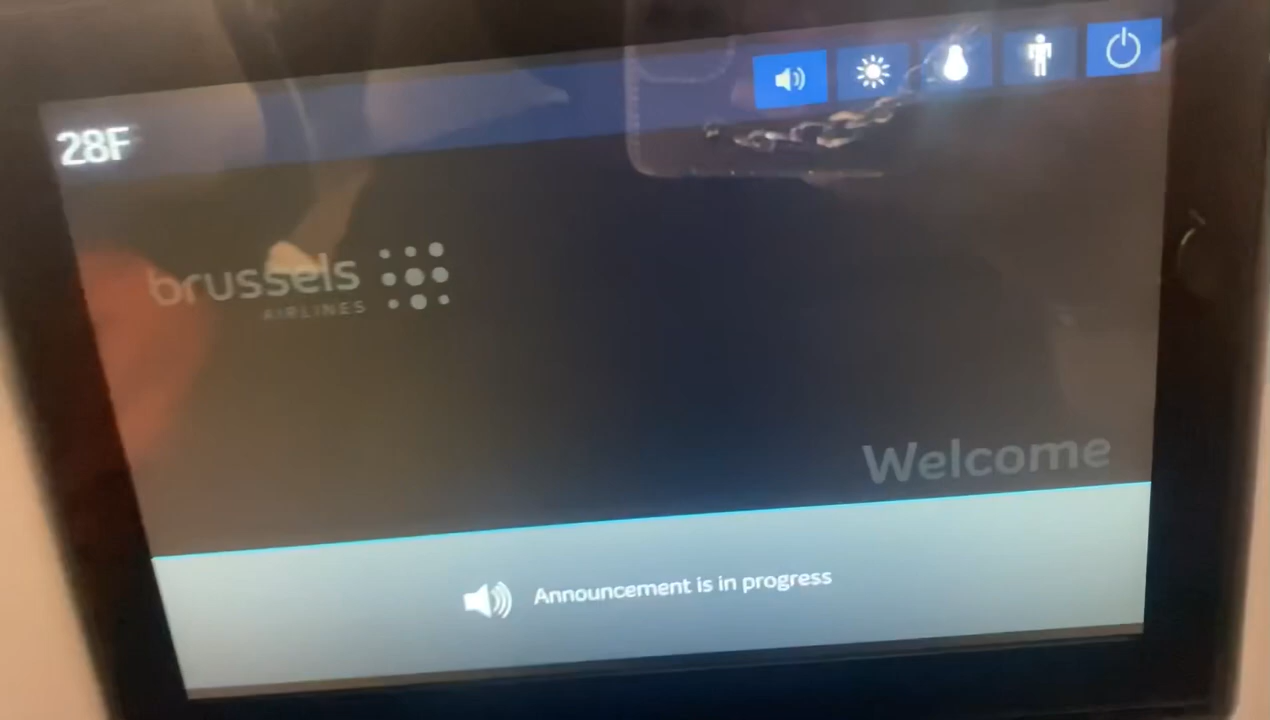 28F
brussels
AIRLINES
Welcome
Announcement is in progress